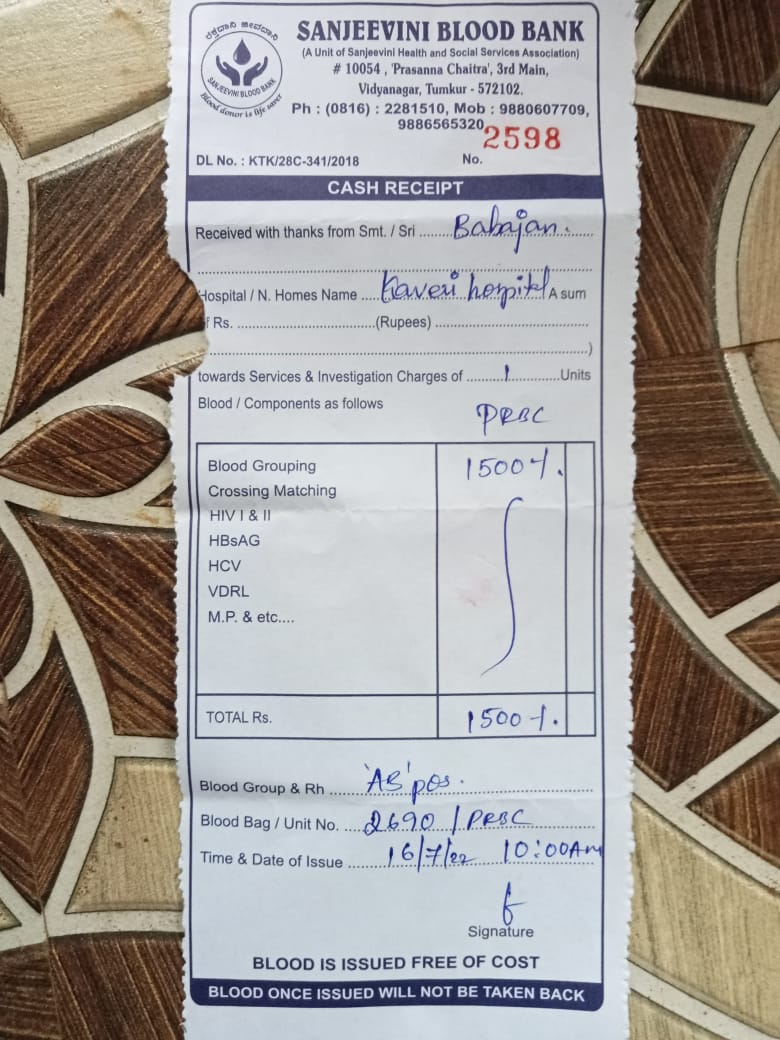 ರಕ್ತದಾನಿ ಜೀವದಾನಿ
SANJEEVINI BLOOD BANK
Blood donor is life saver
SANJEEVINI BLOOD BANK
(A Unit of Sanjeevini Health and Social Services Association)
# 10054 , 'Prasanna Chaitra', 3rd Main,
Vidyanagar, Tumkur - 572102.
Ph : (0816) : 2281510, Mob : 9880607709,
9886565320
DL No. : KTK/28C-341/2018 No. 2598
CASH RECEIPT
Received with thanks from Smt. / Sri ........ Babajan.......
Hospital / N. Homes Name .... Kaveri hospitel A sum
f Rs. ..............................(Rupees) ..................................
..........................................................................)
towards Services & Investigation Charges of ......... 1 ............Units
Blood / Components as follows PRBC
Blood Grouping 1500-/.
Crossing Matching
HIV I & II
HBsAG
HCV
VDRL
M.P. & etc....
TOTAL Rs. 1500-/.
Blood Group & Rh ...... 'AB' pos. ..........................
Blood Bag / Unit No. .... 2690 / PRBC ............
Time & Date of Issue ........ 16/7/22 10:00Am
Signature
BLOOD IS ISSUED FREE OF COST
BLOOD ONCE ISSUED WILL NOT BE TAKEN BACK